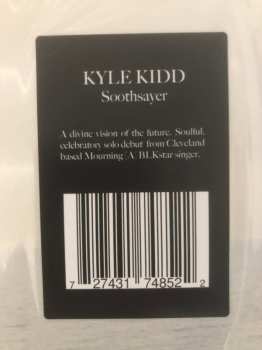 KYLE KIDD
Soothsayer
A divine vision of the future. Soulful,
celebratory solo debut from Cleveland
based Mourning [A] BLKstar singer.
7 27431 74852 2